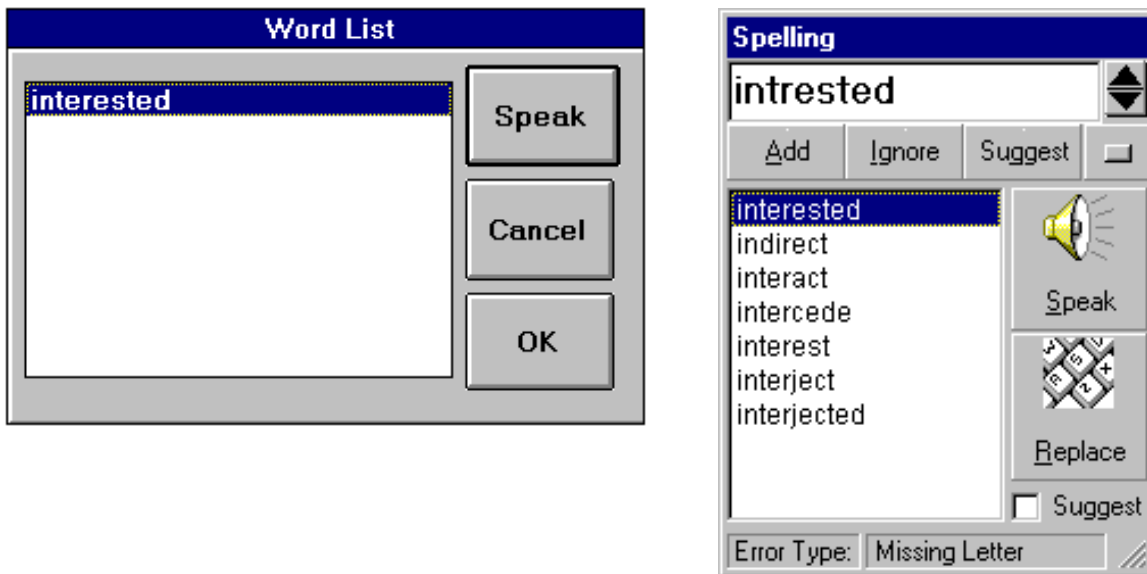 Word List
interested
Speak
Cancel
OK
Spelling
intrested
Add Ignore Suggest
interested
indirect
interact
intercede
interest
interject
interjected
Speak
Replace
Suggest
Error Type: Missing Letter